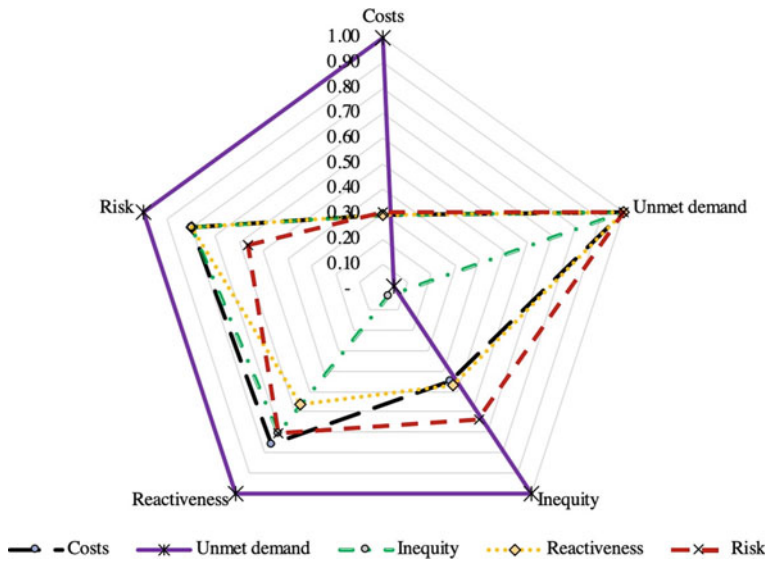 Costs
1.00
0.90
0.80
0.70
0.60
0.50
0.40
0.30
0.20
0.10
-
Unmet demand
Risk
Reactiveness
Inequity
Costs Unmet demand Inequity Reactiveness Risk